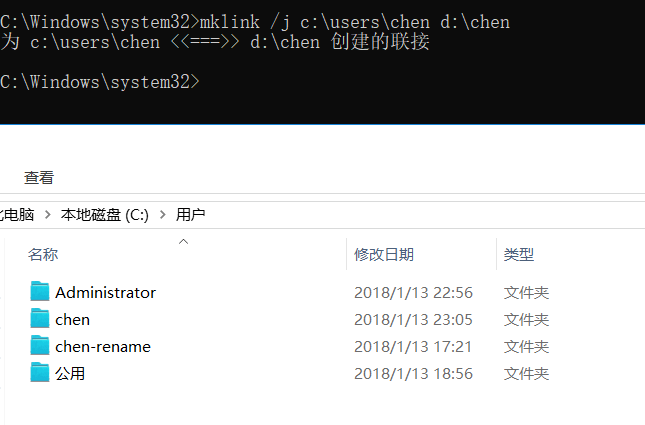 C:\Windows\system32>mklink /j c:\users\chen d:\chen
为 c:\users\chen <<===>> d:\chen 创建的联接
C:\Windows\system32>
查看
电脑 > 本地磁盘 (C:) > 用户
名称 修改日期 类型
Administrator 2018/1/13 22:56 文件夹
chen 2018/1/13 23:05 文件夹
chen-rename 2018/1/13 17:21 文件夹
公用 2018/1/13 18:56 文件夹